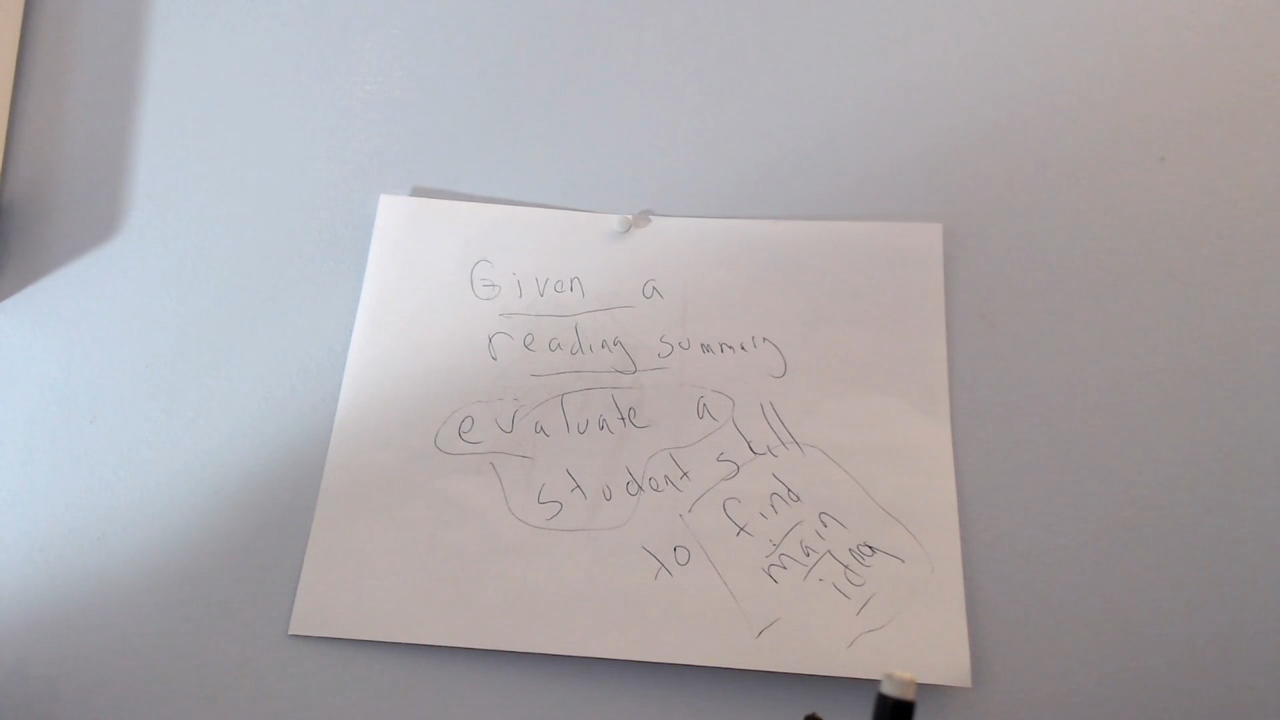 Given a
reading summary
evaluate a
student skill
to find
main
idea